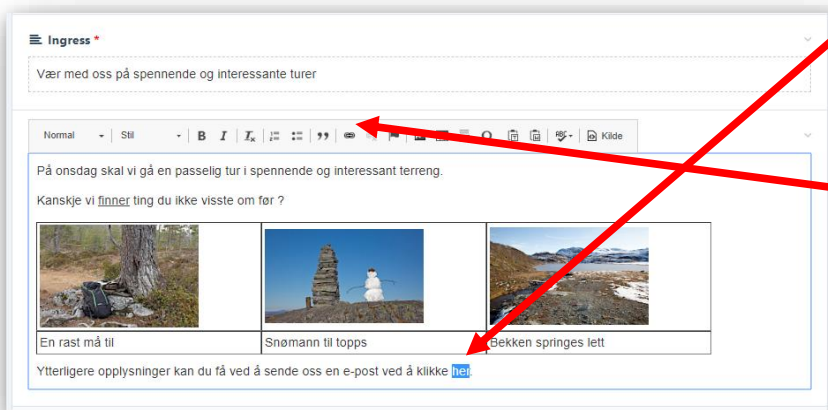 Ingress *
Vær med oss på spennende og interessante turer
Normal Stil B I Tx ABC Kilde
På onsdag skal vi gå en passelig tur i spennende og interessant terreng.
Kanskje vi finner ting du ikke visste om før ?
En rast må til Snømann til topps Bekken springes lett
Ytterligere opplysninger kan du få ved å sende oss en e-post ved å klikke her.